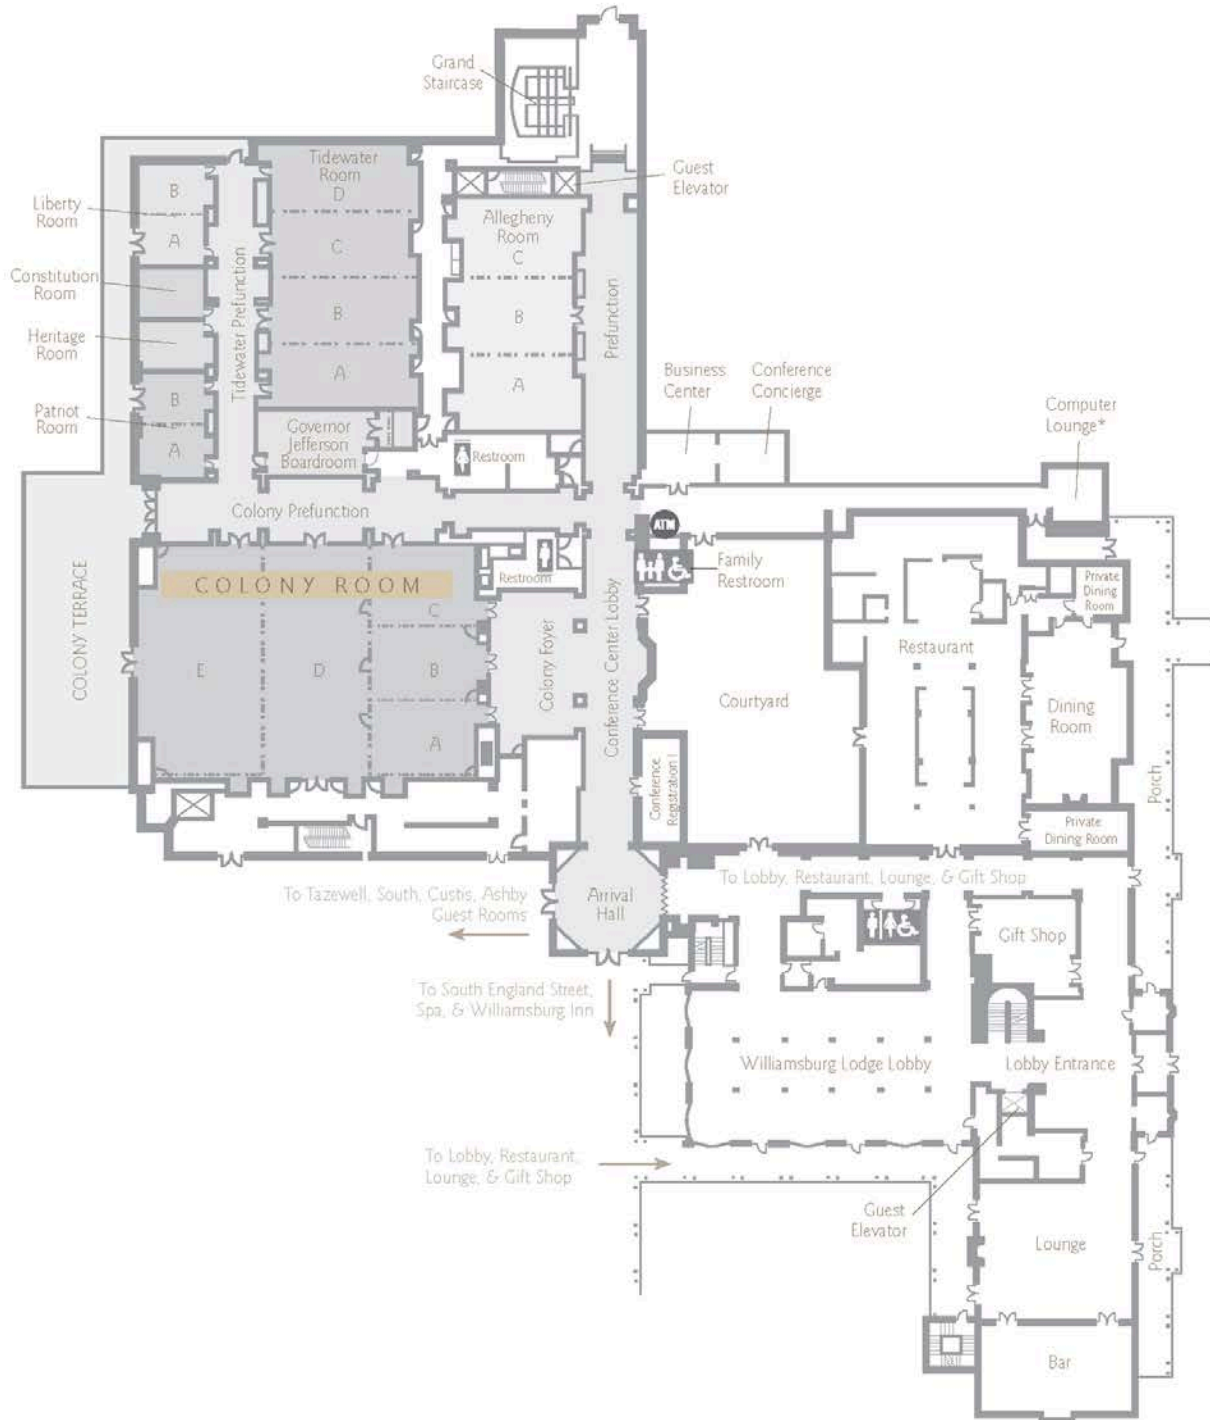 Grand
Staircase
Tidewater
Room
D
Guest
Elevator
B
Liberty
Room
A
Allegheny
Room
C
C
Constitution
Room
Tidewater Prefunction
B
B
Prefunction
Heritage
Room
A
A
B
Patriot
Room
A
Business
Center
Conference
Concierge
Computer
Lounge*
Governor
Jefferson
Boardroom
Restroom
Colony Prefunction
ATM
COLONY ROOM
Restroom
Family
Restroom
Private
Dining
Room
COLONY TERRACE
C
E
D
B
A
Colony Foyer
Conference Center Lobby
Restaurant
Courtyard
Dining
Room
Conference
Registration I
Porch
Private
Dining Room
To Tazewell, South, Custis, Ashby
Guest Rooms
Arrival
Hall
To Lobby, Restaurant, Lounge, & Gift Shop
Gift Shop
To South England Street,
Spa, & Williamsburg Inn
Williamsburg Lodge Lobby
Lobby Entrance
To Lobby, Restaurant,
Lounge, & Gift Shop
Guest
Elevator
Lounge
Porch
Bar